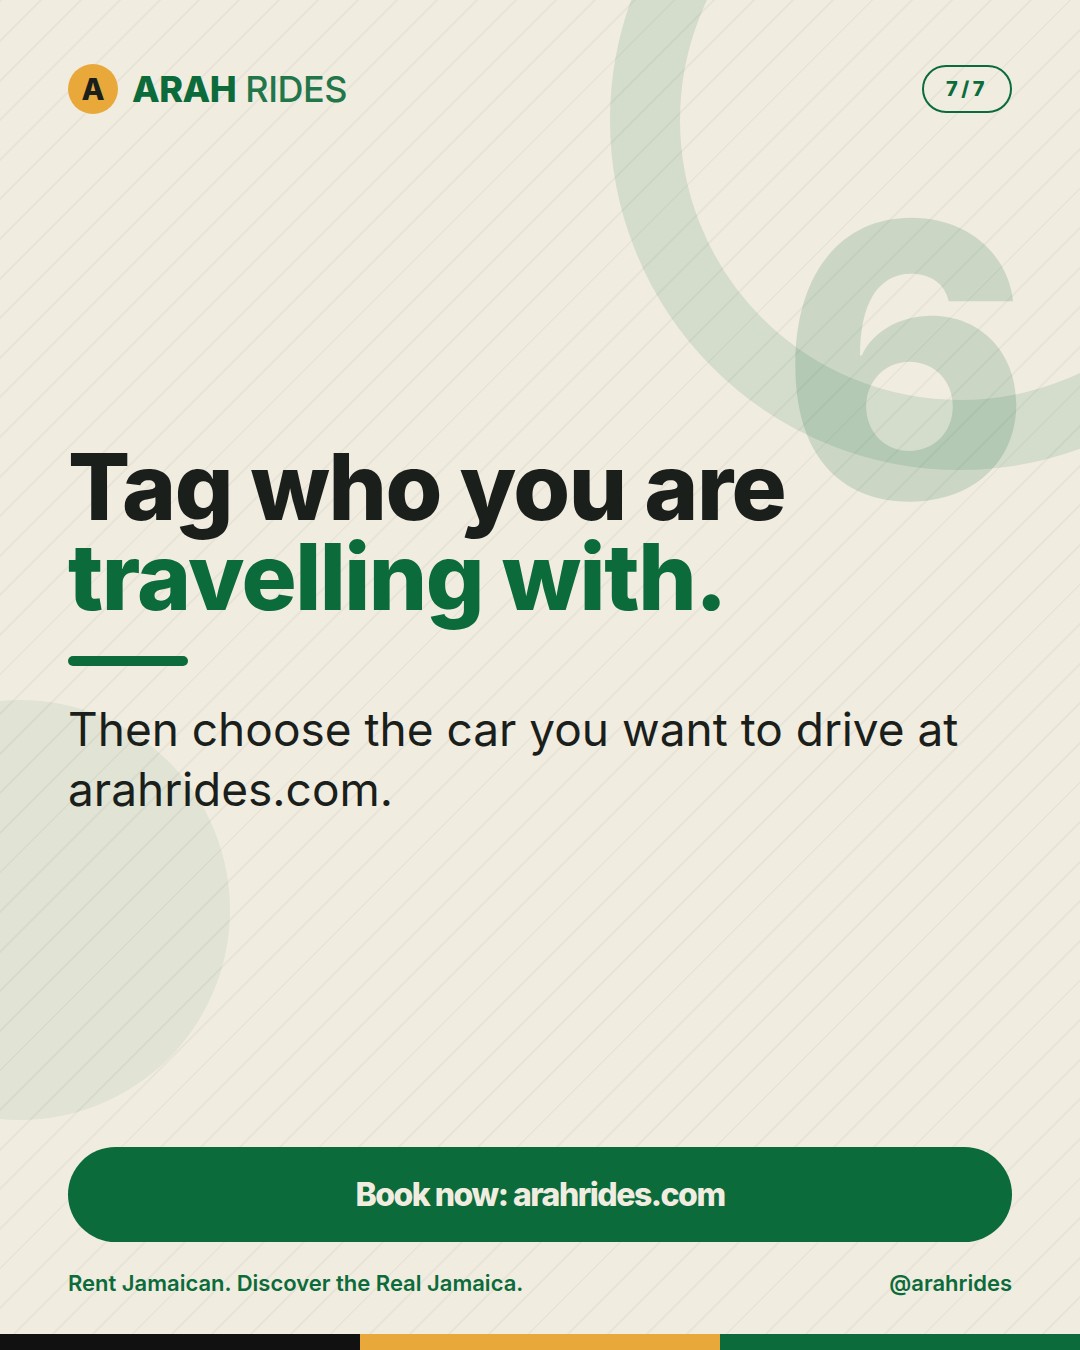 A ARAH RIDES
7/7
6
Tag who you are
travelling with.
Then choose the car you want to drive at
arahrides.com.
Book now: arahrides.com
Rent Jamaican. Discover the Real Jamaica.
@arahrides